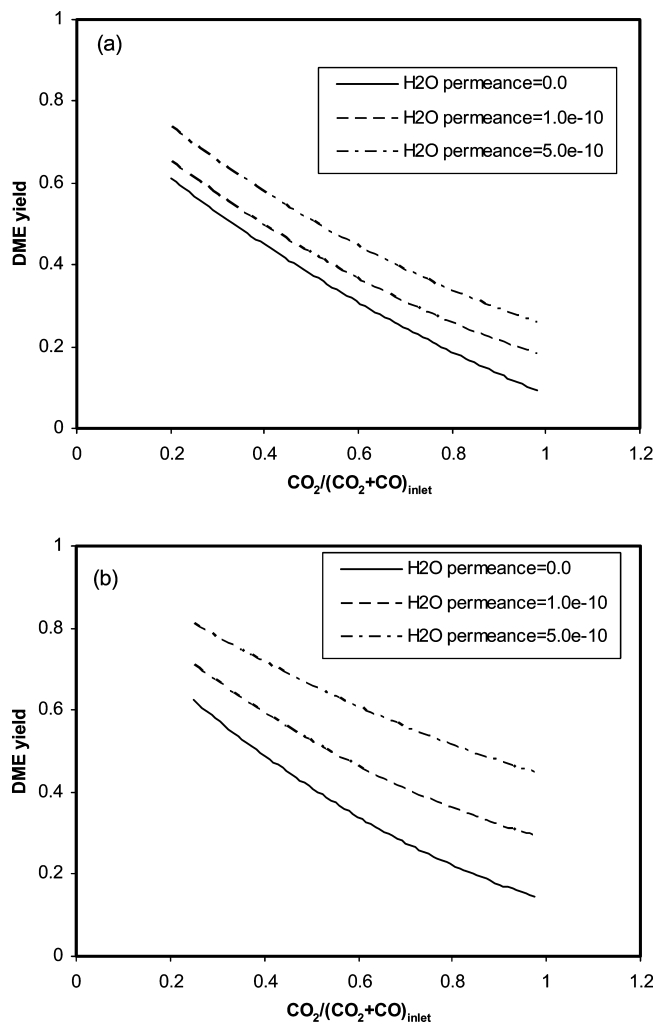 (a)
H2O permeance=0.0
H2O permeance=1.0e-10
H2O permeance=5.0e-10
DME yield
1
0.8
0.6
0.4
0.2
0
0 0.2 0.4 0.6 0.8 1 1.2
CO₂/(CO₂+CO)inlet
(b)
H2O permeance=0.0
H2O permeance=1.0e-10
H2O permeance=5.0e-10
DME yield
1
0.8
0.6
0.4
0.2
0
0 0.2 0.4 0.6 0.8 1 1.2
CO₂/(CO₂+CO)inlet